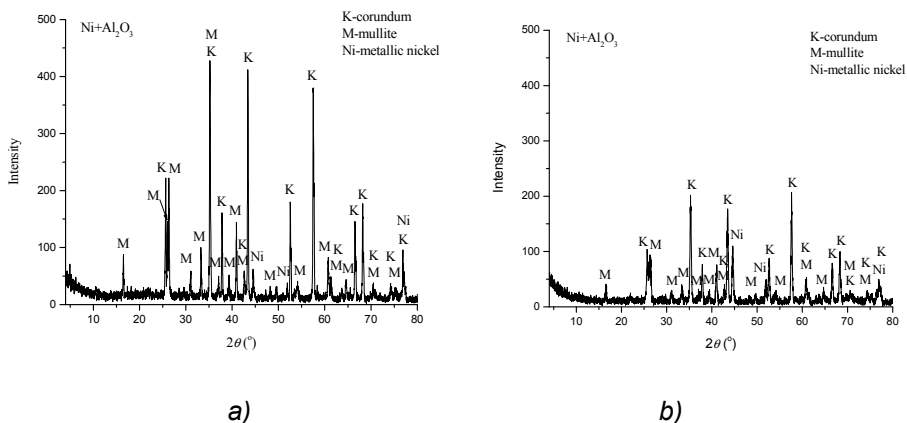 Ni+Al₂O₃
K-corundum
M-mullite
Ni-metallic nickel
Intensity
500
400
300
200
100
0
M
K
K
K
K
M
M
M
K
M
M
M
M
M
K
M
Ni
M
Ni
K
M
M
K
M
M
K
K
K
M
K
M
Ni
K
M
10
20
30
40
50
60
70
80
2θ (°)
a)
Ni+Al₂O₃
K-corundum
M-mullite
Ni-metallic nickel
Intensity
500
400
300
200
100
0
M
K
M
M
M
K
M
K
M
M
K
M
K
K
M
Ni
M
Ni
K
M
K
K
M
M
K
K
M
K
K
M
K
Ni
M
10
20
30
40
50
60
70
80
2θ (°)
b)